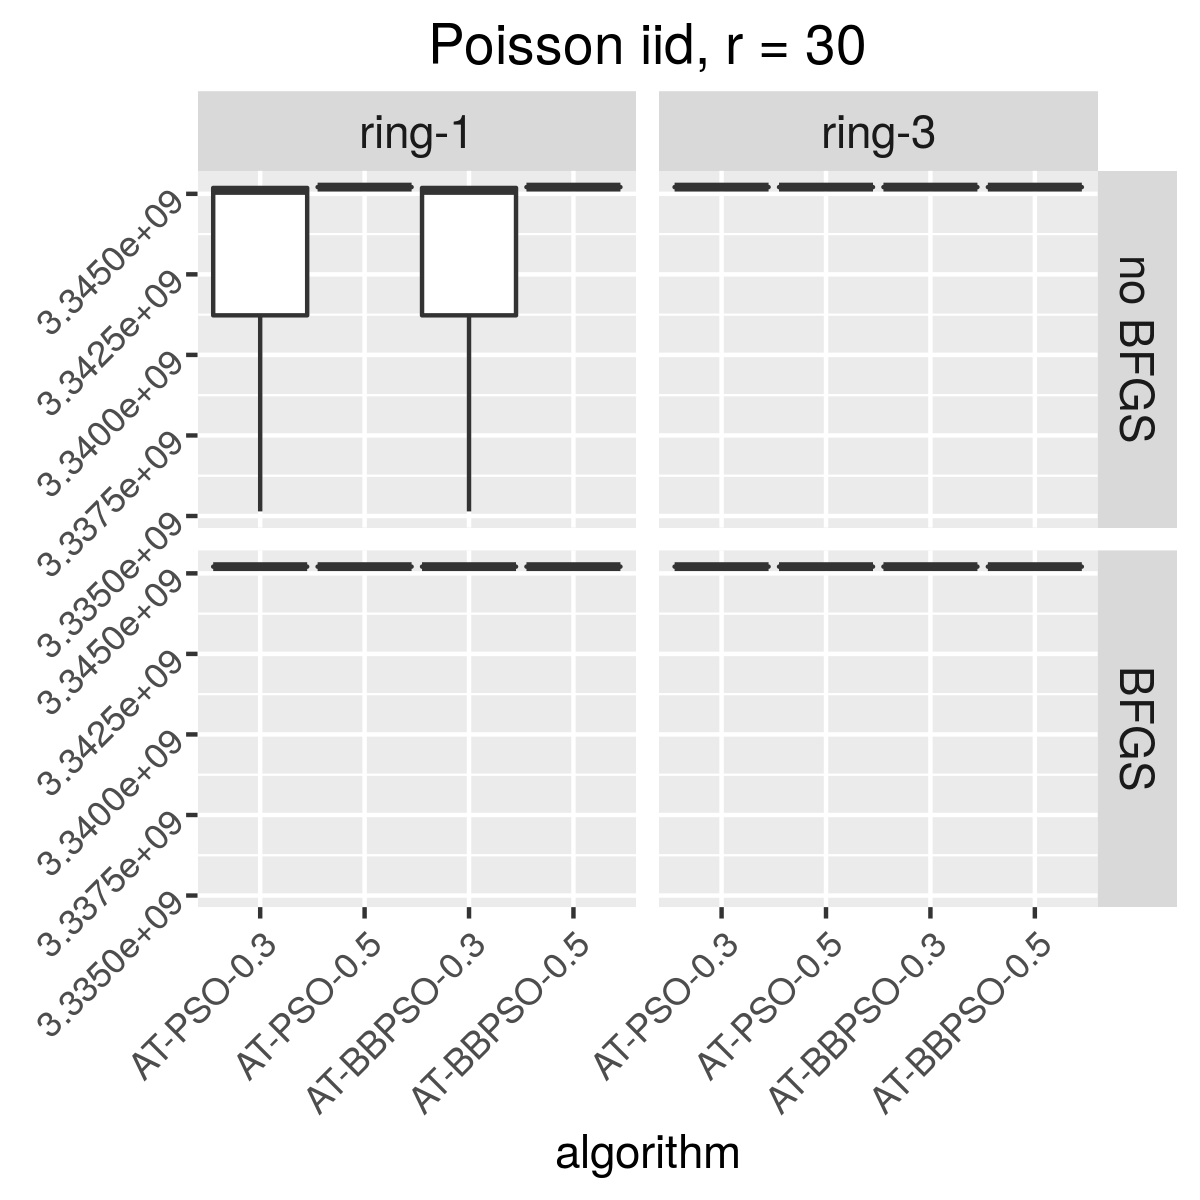 Poisson iid, r = 30
ring-1
ring-3
3.3450e+09
3.3425e+09
3.3400e+09
3.3375e+09
3.3350e+09
no BFGS
3.3450e+09
3.3425e+09
3.3400e+09
3.3375e+09
3.3350e+09
BFGS
AT-PSO-0.3
AT-PSO-0.5
AT-BBPSO-0.3
AT-BBPSO-0.5
AT-PSO-0.3
AT-PSO-0.5
AT-BBPSO-0.3
AT-BBPSO-0.5
algorithm